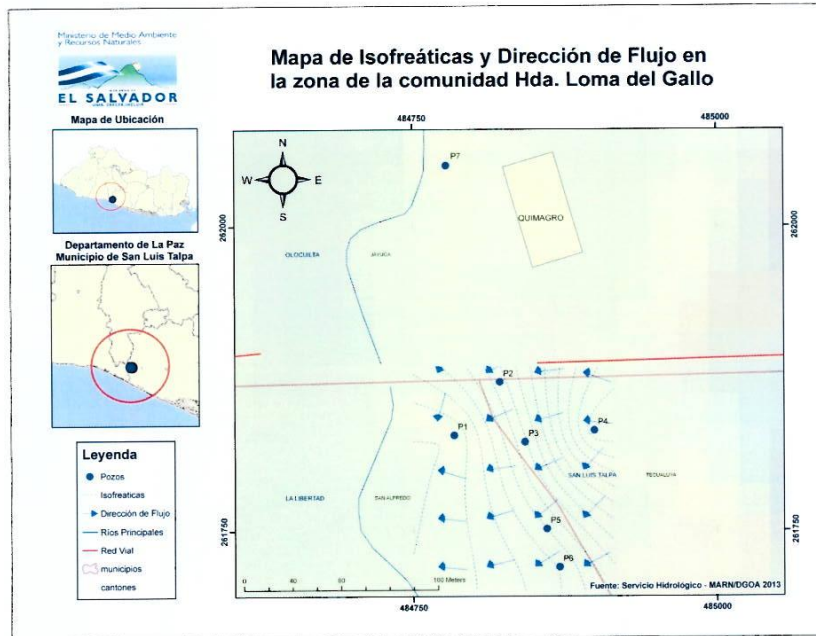 Ministerio de Medio Ambiente
y Recursos Naturales
EL SALVADOR
Mapa de Isofreáticas y Dirección de Flujo en
la zona de la comunidad Hda. Loma del Gallo
Mapa de Ubicación
Departamento de La Paz
Municipio de San Luis Talpa
Leyenda
Pozos
Isofreaticas
Dirección de Flujo
Ríos Principales
Red Vial
municipios
cantones
484750
485000
N
W
E
S
P7
QUIMAGRO
262000
262000
OLOCUILTA
P2
P1
P3
P4
SAN LUIS TALPA
TECUALUYA
LA LIBERTAD
SAN ALFREDO
P5
261750
261750
P6
0
40
80
160 Meters
Fuente: Servicio Hidrológico - MARN/DGOA 2013
484750
485000